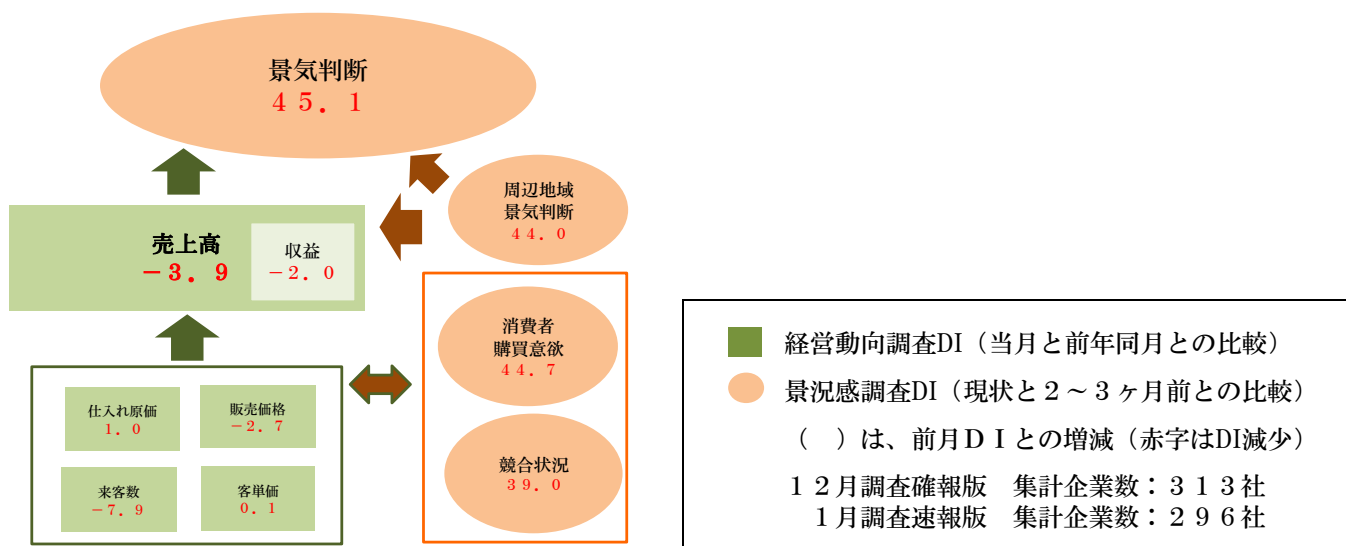 景気判断
４５．１
周辺地域
景気判断
４４．０
売上高
－３．９
収益
－２．０
消費者
購買意欲
４４．７
競合状況
３９．０
仕入れ原価
１．０
販売価格
－２．７
来客数
－７．９
客単価
０．１
経営動向調査DI（当月と前年同月との比較）
景況感調査DI（現状と２～３ヶ月前との比較）
（　）は、前月ＤＩとの増減（赤字はDI減少）
１２月調査確報版　集計企業数：３１３社
１月調査速報版　集計企業数：２９６社